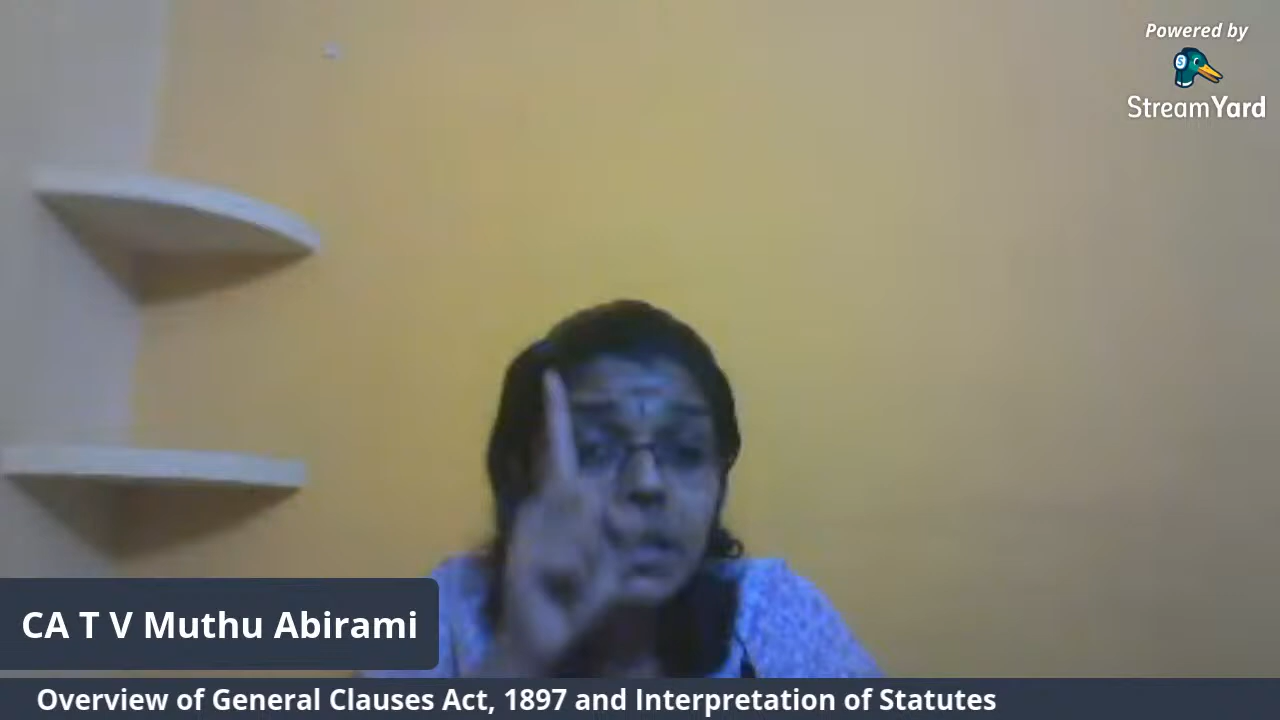 Powered by
StreamYard
CA T V Muthu Abirami
Overview of General Clauses Act, 1897 and Interpretation of Statutes